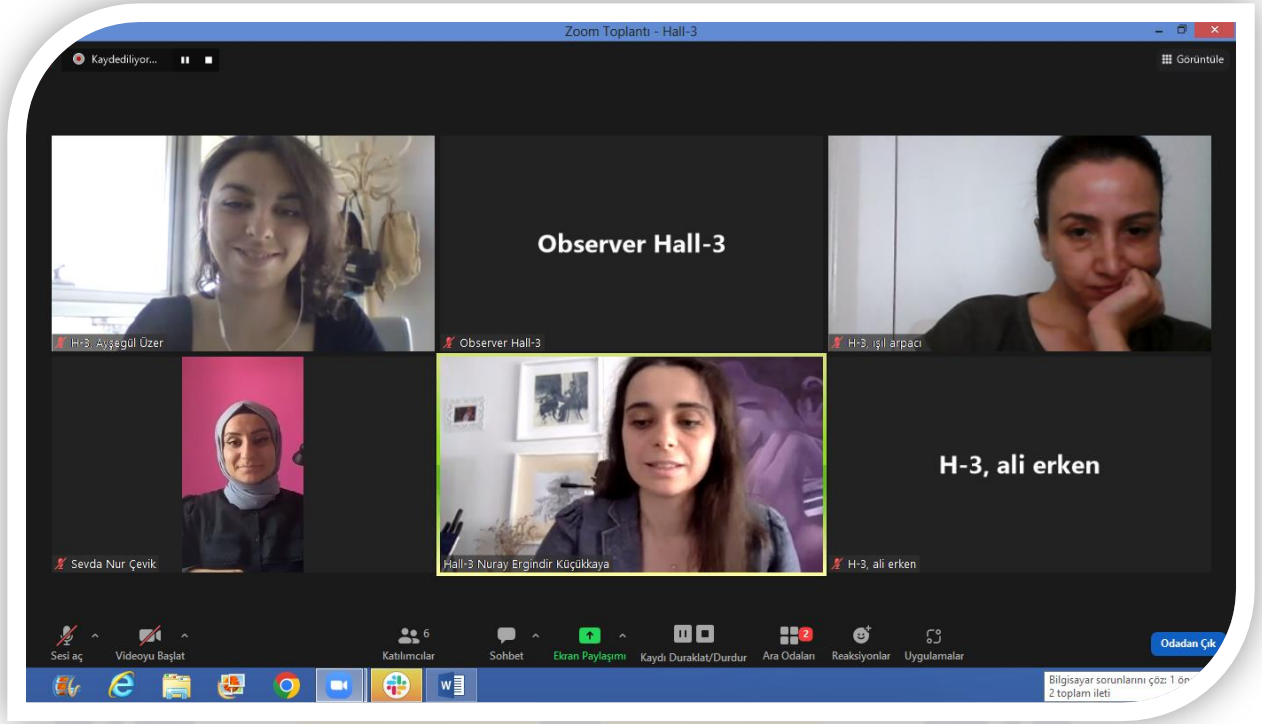 Zoom Toplantı - Hall-3
Kaydediliyor...
Görüntüle
H-3, Ayşegül Üzer
Observer Hall-3
Observer Hall-3
H-3, ışıl arpacı
Sevda Nur Çevik
Hall-3 Nuray Ergindir Küçükkaya
H-3, ali erken
H-3, ali erken
Sesi aç
Videoyu Başlat
6
Katılımcılar
Sohbet
Ekran Paylaşımı
Kaydı Duraklat/Durdur
2
Ara Odaları
Reaksiyonlar
Uygulamalar
Odadan Çık
W
Bilgisayar sorunlarını çöz: 1
2 toplam ileti